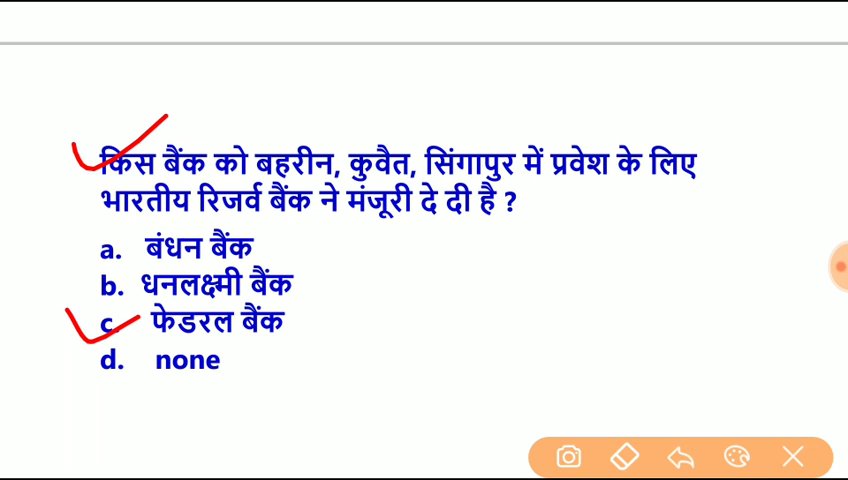 किस बैंक को बहरीन, कुवैत, सिंगापुर में प्रवेश के लिए
भारतीय रिजर्व बैंक ने मंजूरी दे दी है ?
a. बंधन बैंक
b. धनलक्ष्मी बैंक
c. फेडरल बैंक
d. none